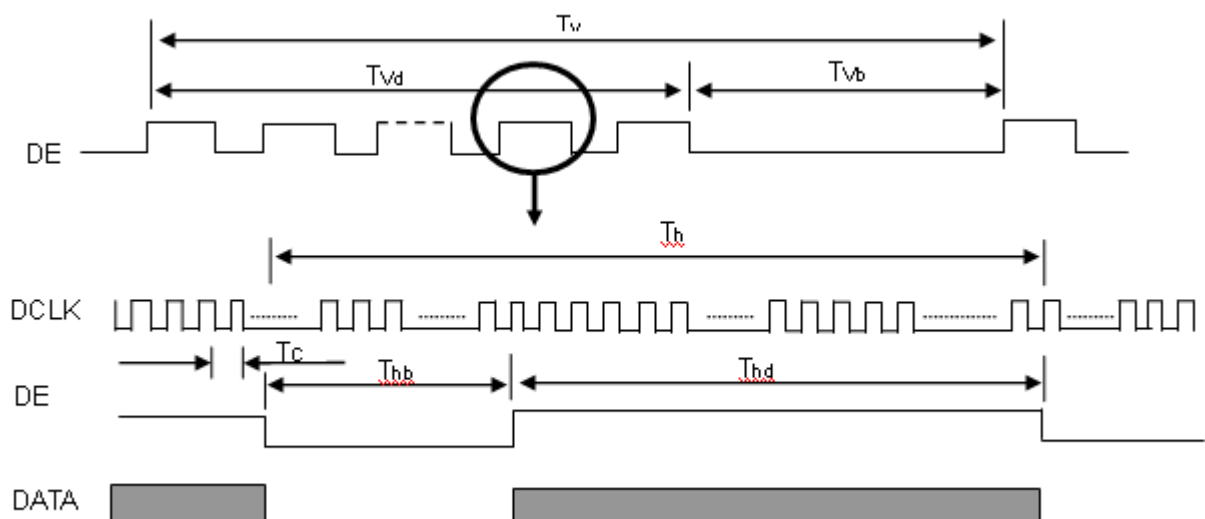 Tv
Tvd
Tvb
DE
Th
DCLK
Tc
Thb
Thd
DE
DATA